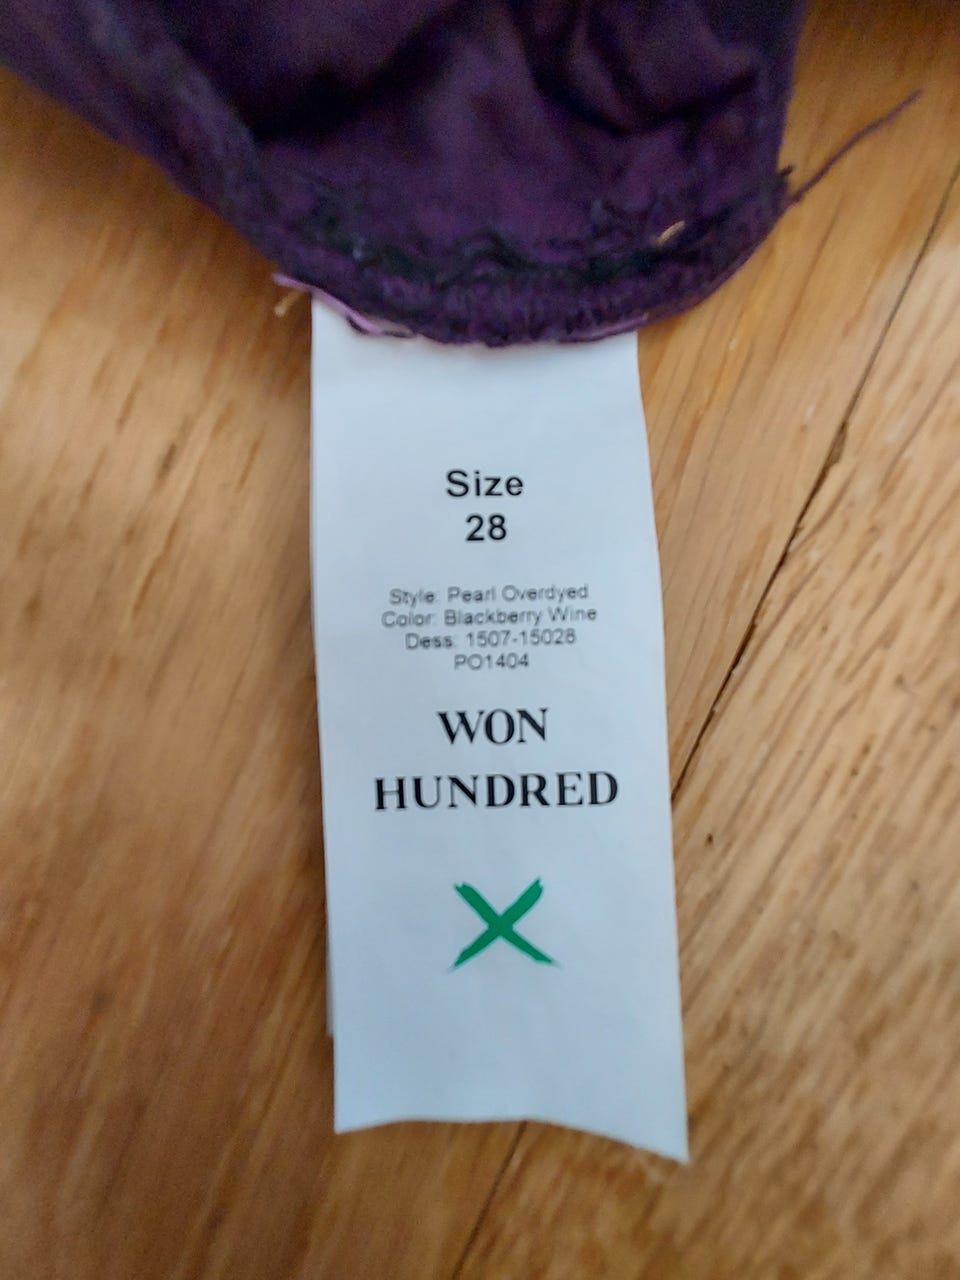 Size
28
Style: Pearl Overdyed
Color: Blackberry Wine
Dess: 1507-15028
PO1404
WON
HUNDRED